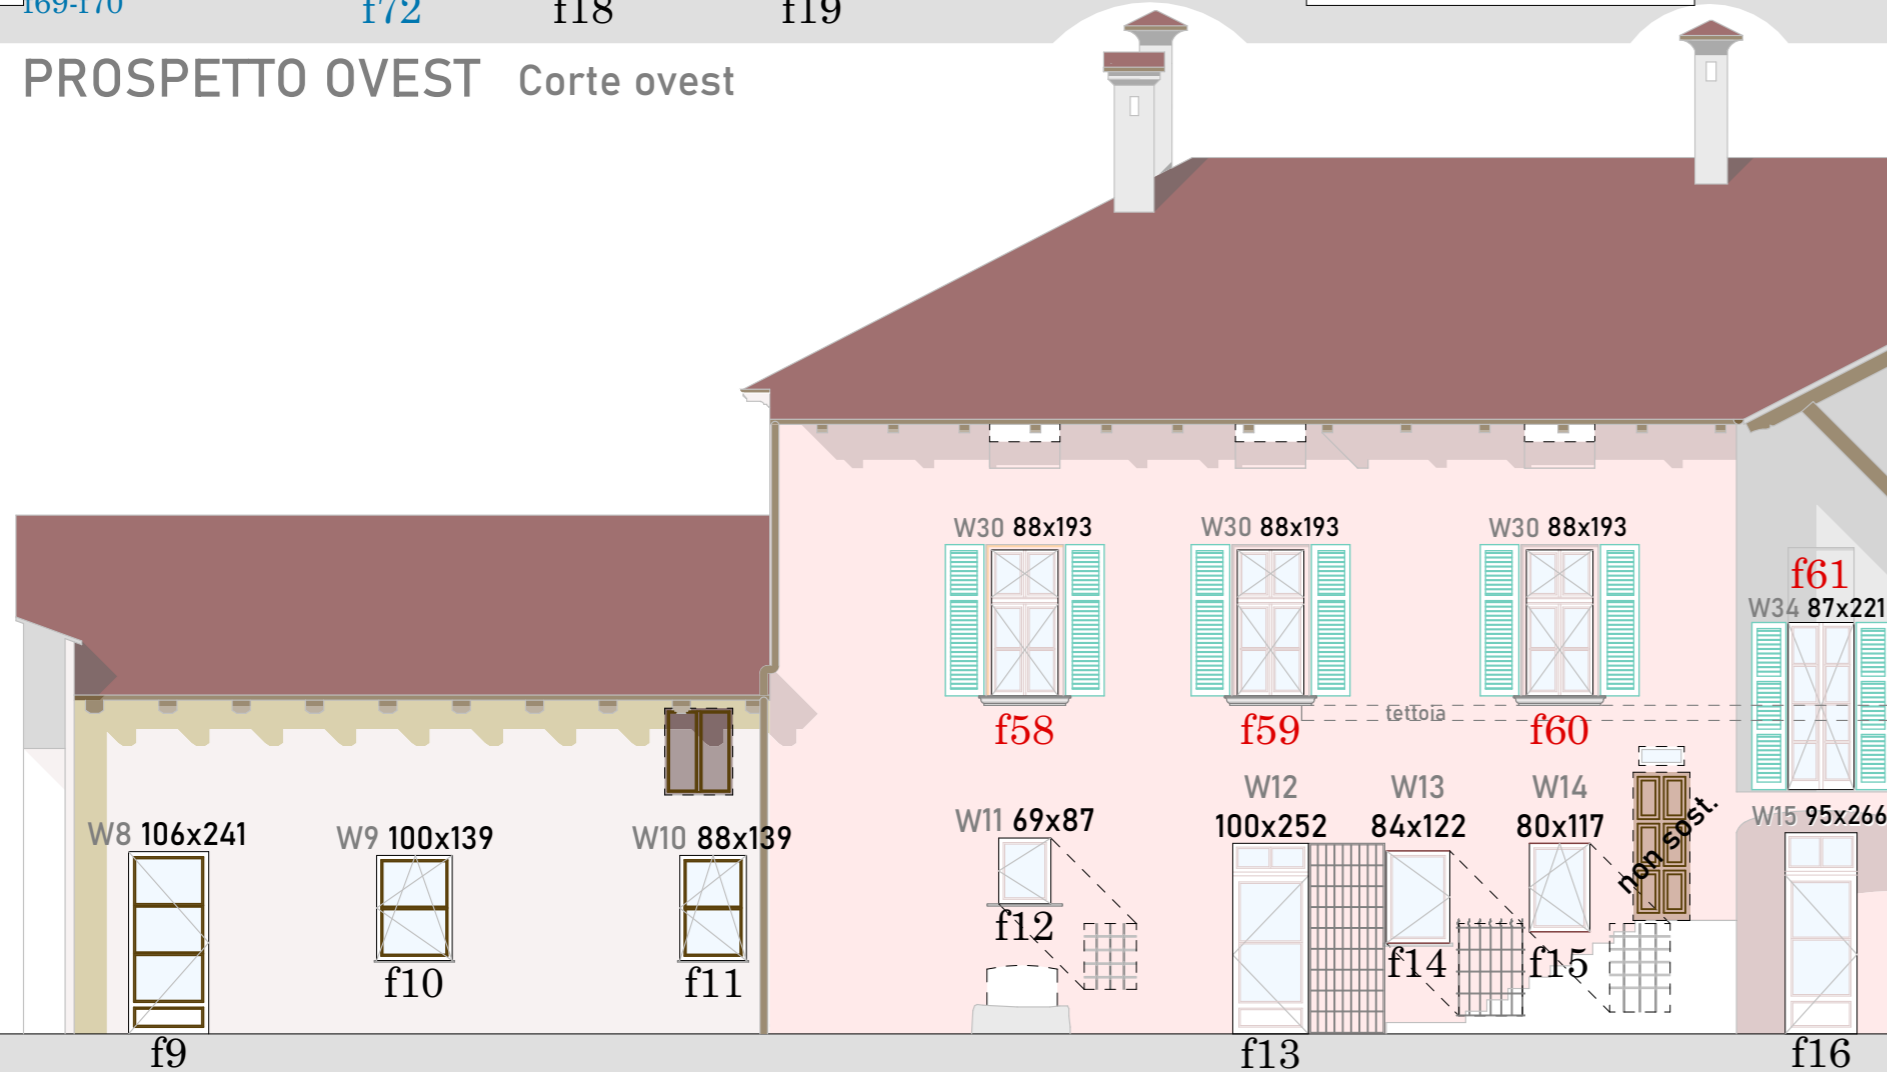 f69-f70 f72 f18 f19
PROSPETTO OVEST Corte ovest
W30 88x193 W30 88x193 W30 88x193
f61
W34 87x221
f58 f59 f60
tettoia
W12 W13 W14
W8 106x241 W9 100x139 W10 88x139 W11 69x87 100x252 84x122 80x117 non sost. W15 95x266
f12
f10 f11 f14 f15
f9 f13 f16